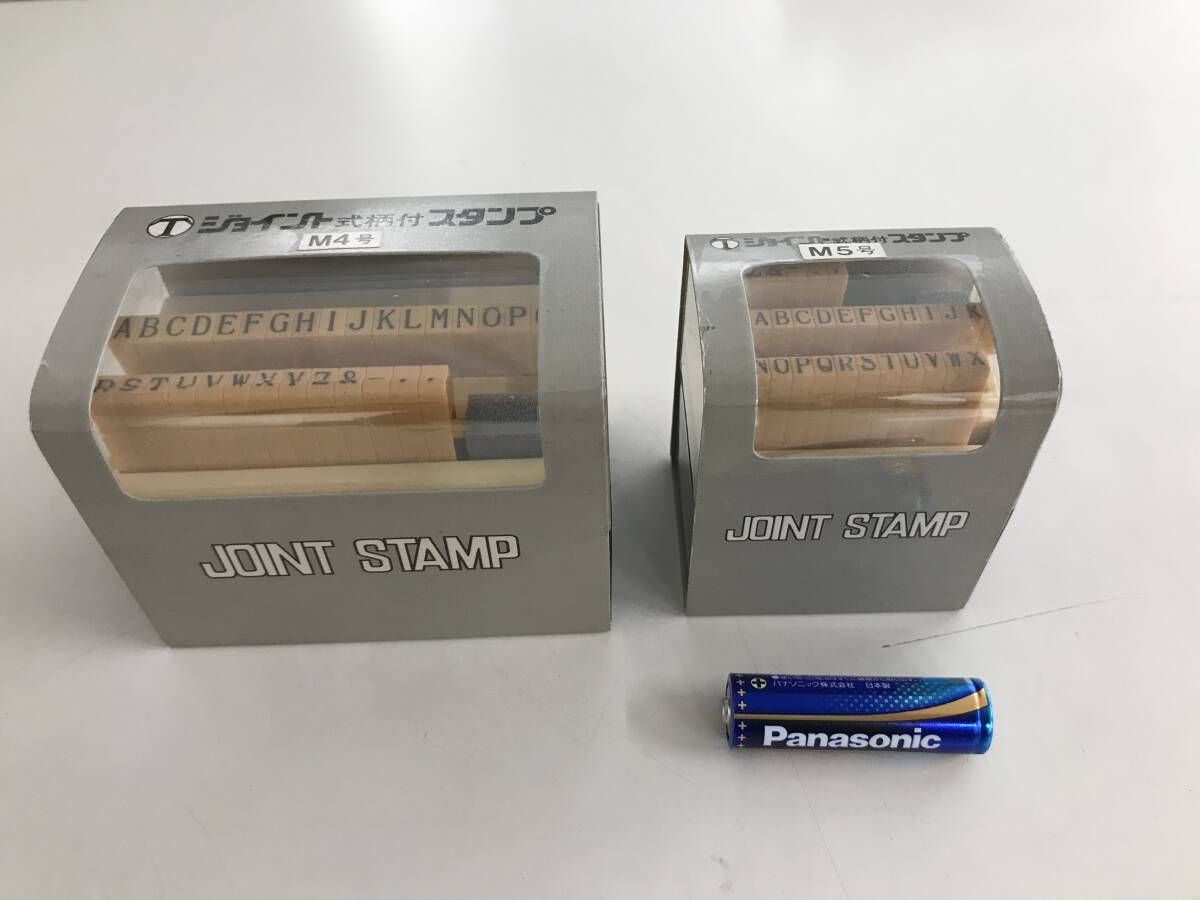 T ジョイント式柄付スタンプ
M4号
ABCDEFGHIJKLMNOP
RSTUVWXYZ&-..
JOINT STAMP
T ジョイント式柄付スタンプ
M5号
Z&-..
ABCDEFGHIJK
NOPQRSTUVWX
JOINT STAMP
パナソニック株式会社 日本製
Panasonic